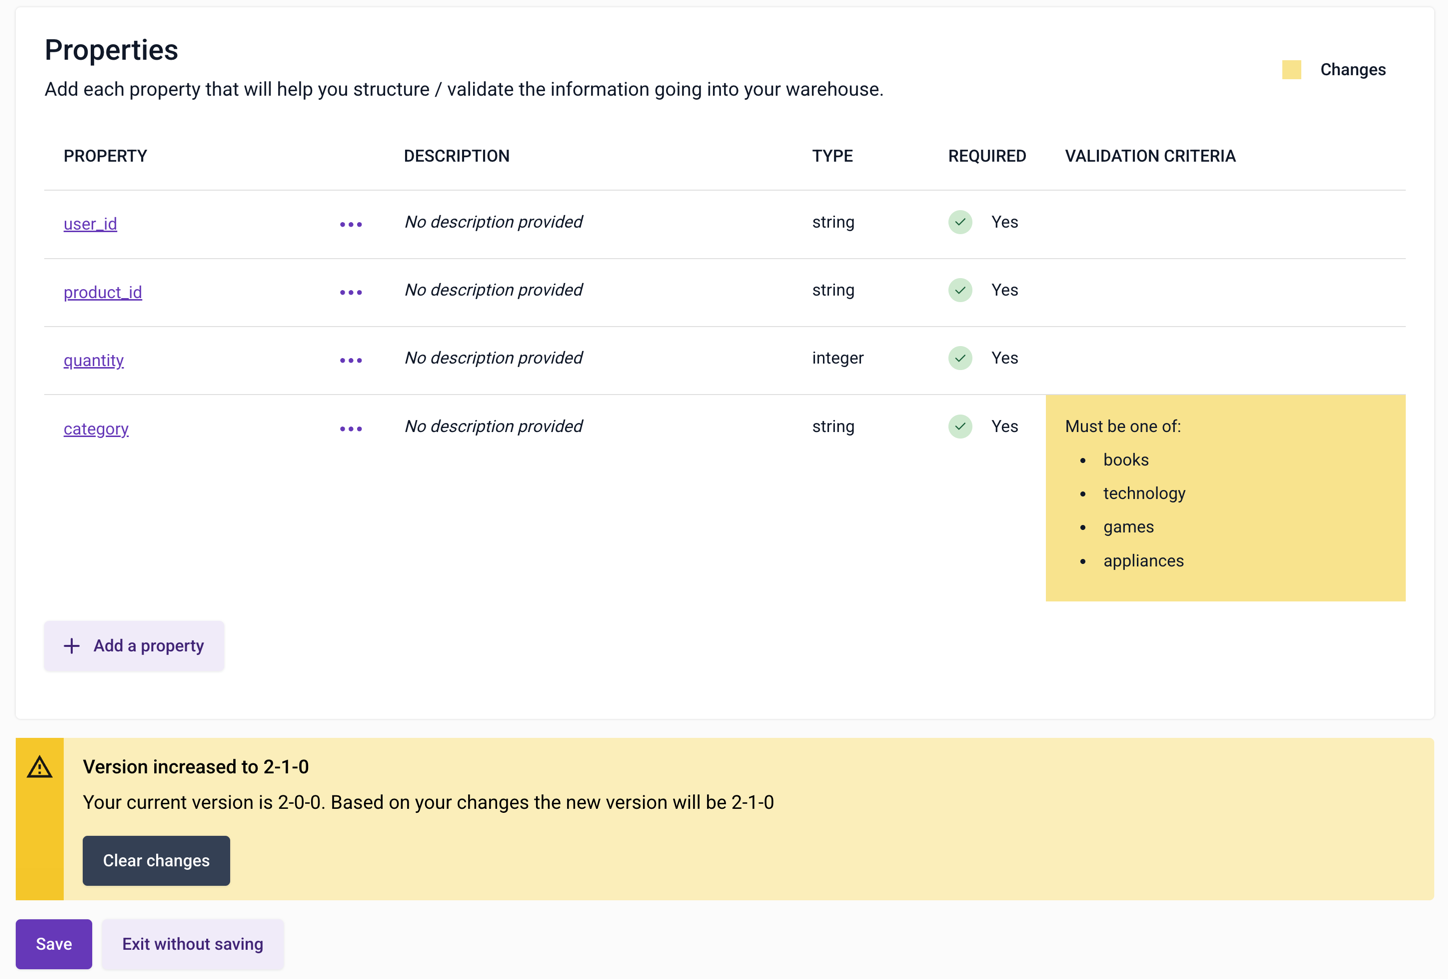 Properties
Changes
Add each property that will help you structure / validate the information going into your warehouse.
PROPERTY DESCRIPTION TYPE REQUIRED VALIDATION CRITERIA
user_id No description provided string Yes
product_id No description provided string Yes
quantity No description provided integer Yes
category No description provided string Yes Must be one of:
• books
• technology
• games
• appliances
+ Add a property
Version increased to 2-1-0
Your current version is 2-0-0. Based on your changes the new version will be 2-1-0
Clear changes
Save Exit without saving